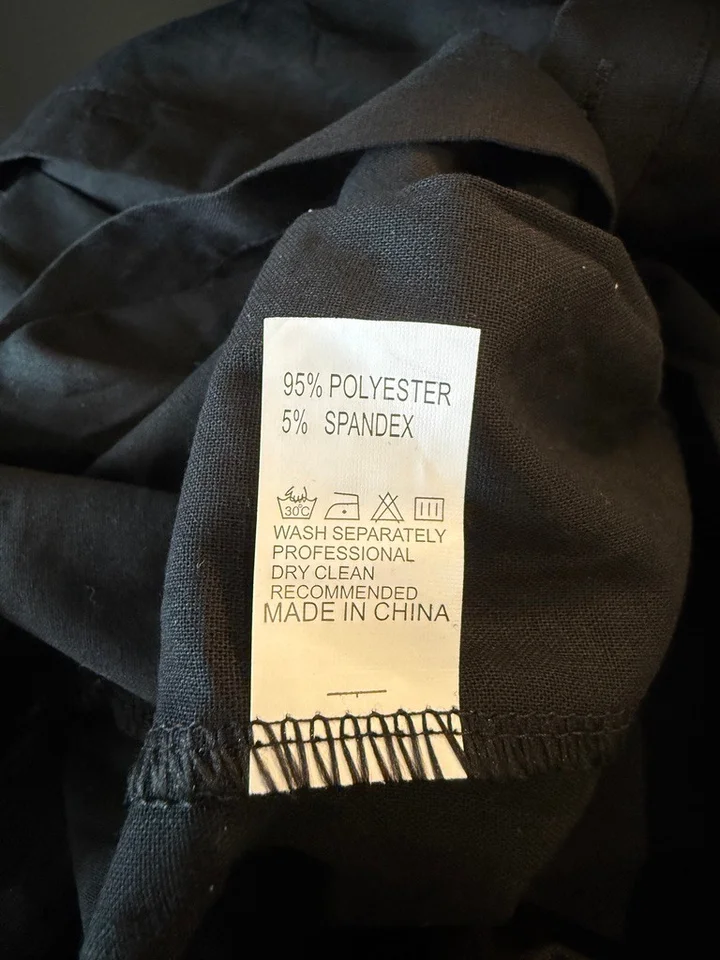 95% POLYESTER
5% SPANDEX
30°C
WASH SEPARATELY
PROFESSIONAL
DRY CLEAN
RECOMMENDED
MADE IN CHINA